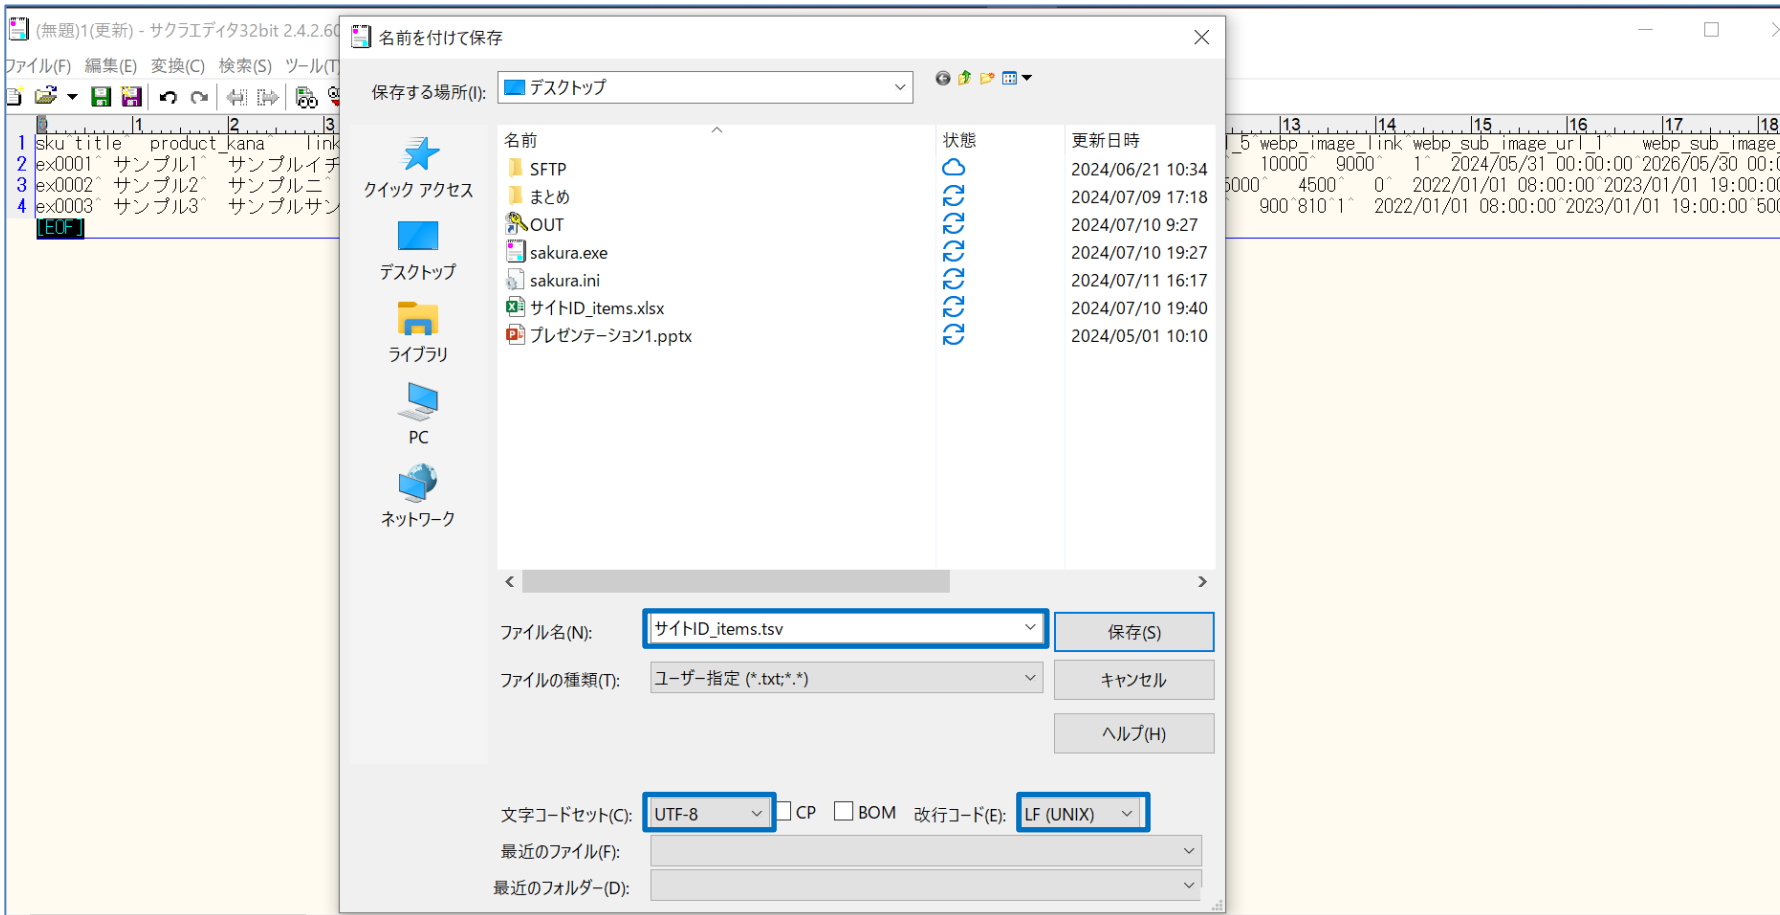 (無題)1(更新) - サクラエディタ32bit 2.4.2.60
ファイル(F) 編集(E) 変換(C) 検索(S) ツール(T)
1 2 3 13 14 15 16 17 18
1 sku^title^ product_kana^ link _5^webp_image_link^webp_sub_image_url_1^ webp_sub_image_
2 ex0001^ サンプル1^ サンプルイチ 10000^ 9000^ 1^ 2024/05/31 00:00:00^2026/05/30 00:0
3 ex0002^ サンプル2^ サンプルニ^ 5000^ 4500^ 0^ 2022/01/01 08:00:00^2023/01/01 19:00:00
4 ex0003^ サンプル3^ サンプルサン 900^810^1^ 2022/01/01 08:00:00^2023/01/01 19:00:00^500
[EOF]
名前を付けて保存
保存する場所(I): デスクトップ
クイック アクセス
デスクトップ
ライブラリ
PC
ネットワーク
名前 状態 更新日時
SFTP 2024/06/21 10:34
まとめ 2024/07/09 17:18
OUT 2024/07/10 9:27
sakura.exe 2024/07/10 19:27
sakura.ini 2024/07/11 16:17
サイトID_items.xlsx 2024/07/10 19:40
プレゼンテーション1.pptx 2024/05/01 10:10
ファイル名(N): サイトID_items.tsv 保存(S)
ファイルの種類(T): ユーザー指定 (*.txt;*.*) キャンセル
ヘルプ(H)
文字コードセット(C): UTF-8 CP BOM 改行コード(E): LF (UNIX)
最近のファイル(F):
最近のフォルダー(D):